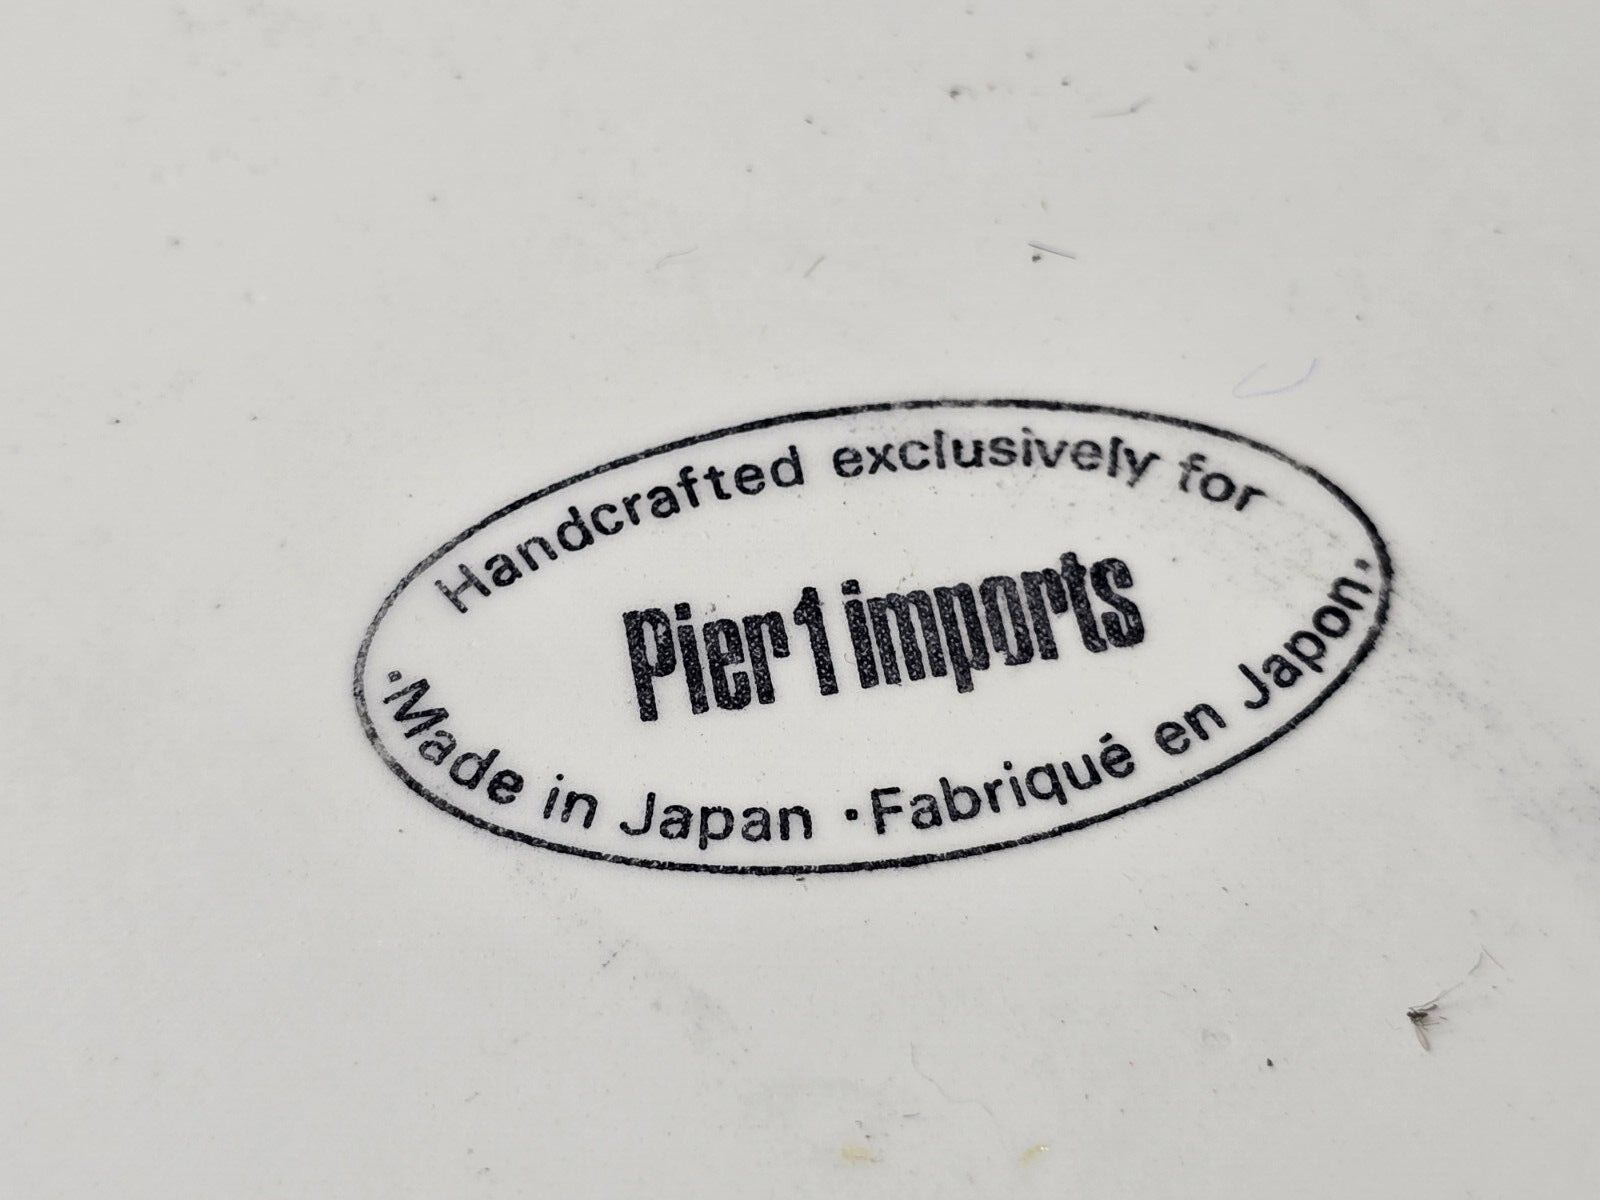 Handcrafted exclusively for
Pier 1 imports
·Made in Japan ·Fabriqué en Japon·